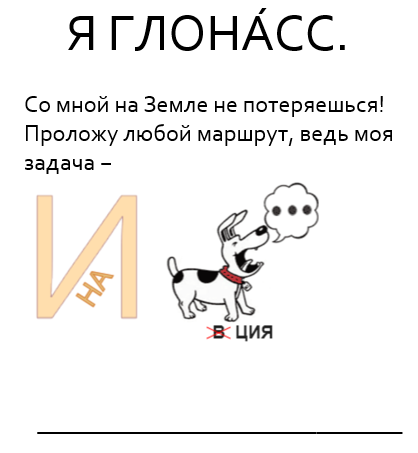 Я ГЛОНА́СС.
Со мной на Земле не потеряешься!
Проложу любой маршрут, ведь моя
задача –
И
НА
В ЦИЯ